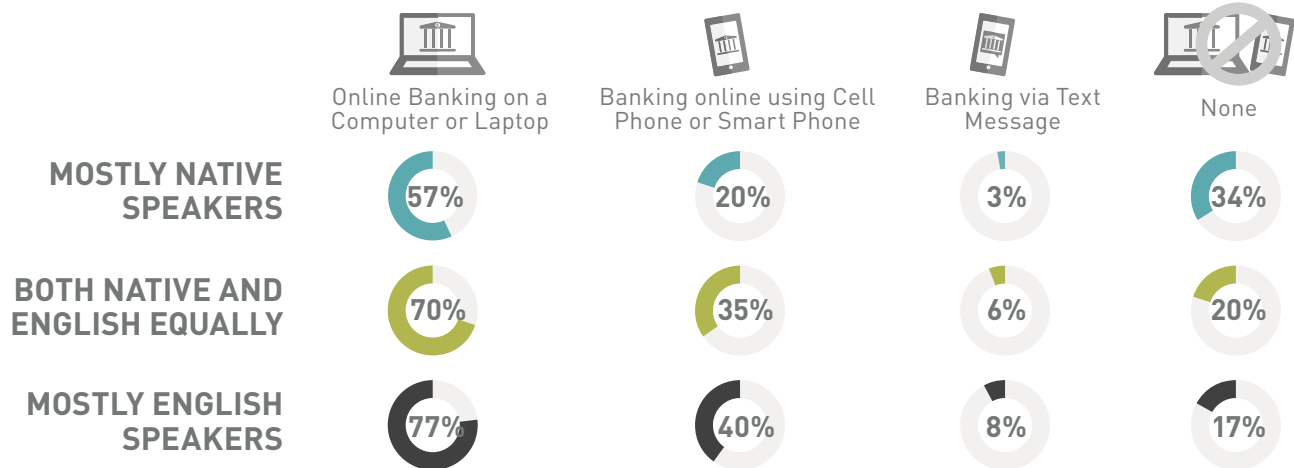 Online Banking on a
Computer or Laptop
Banking online using Cell
Phone or Smart Phone
Banking via Text
Message
None
MOSTLY NATIVE
SPEAKERS
57%
20%
3%
34%
BOTH NATIVE AND
ENGLISH EQUALLY
70%
35%
6%
20%
MOSTLY ENGLISH
SPEAKERS
77%
40%
8%
17%